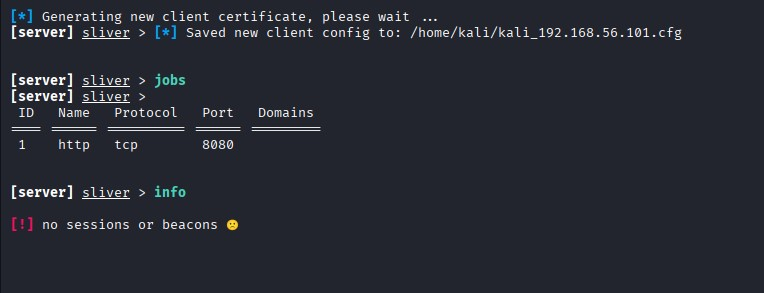 [*] Generating new client certificate, please wait ...
[server] sliver > [*] Saved new client config to: /home/kali/kali_192.168.56.101.cfg
[server] sliver > jobs
[server] sliver >
ID Name Protocol Port Domains
==== ====== ========== ====== =========
1 http tcp 8080
[server] sliver > info
[!] no sessions or beacons 🙁